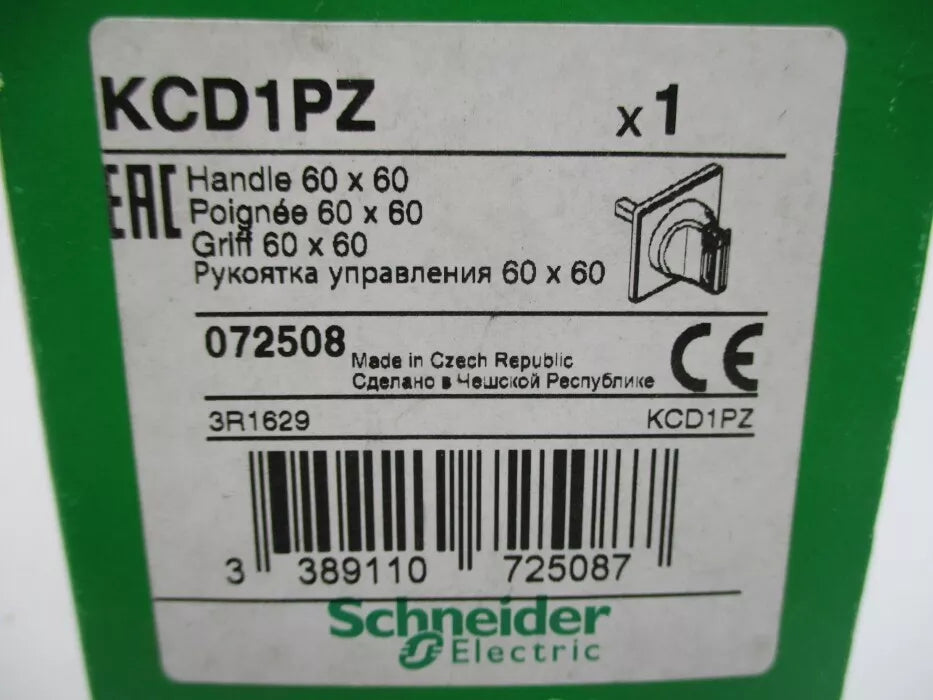 KCD1PZ x 1
EAC
Handle 60 x 60
Poignée 60 x 60
Griff 60 x 60
Рукоятка управления 60 x 60
072508 Made in Czech Republic
Сделано в Чешской Республике
CE
3R1629 KCD1PZ
3 389110 725087
Schneider
Electric